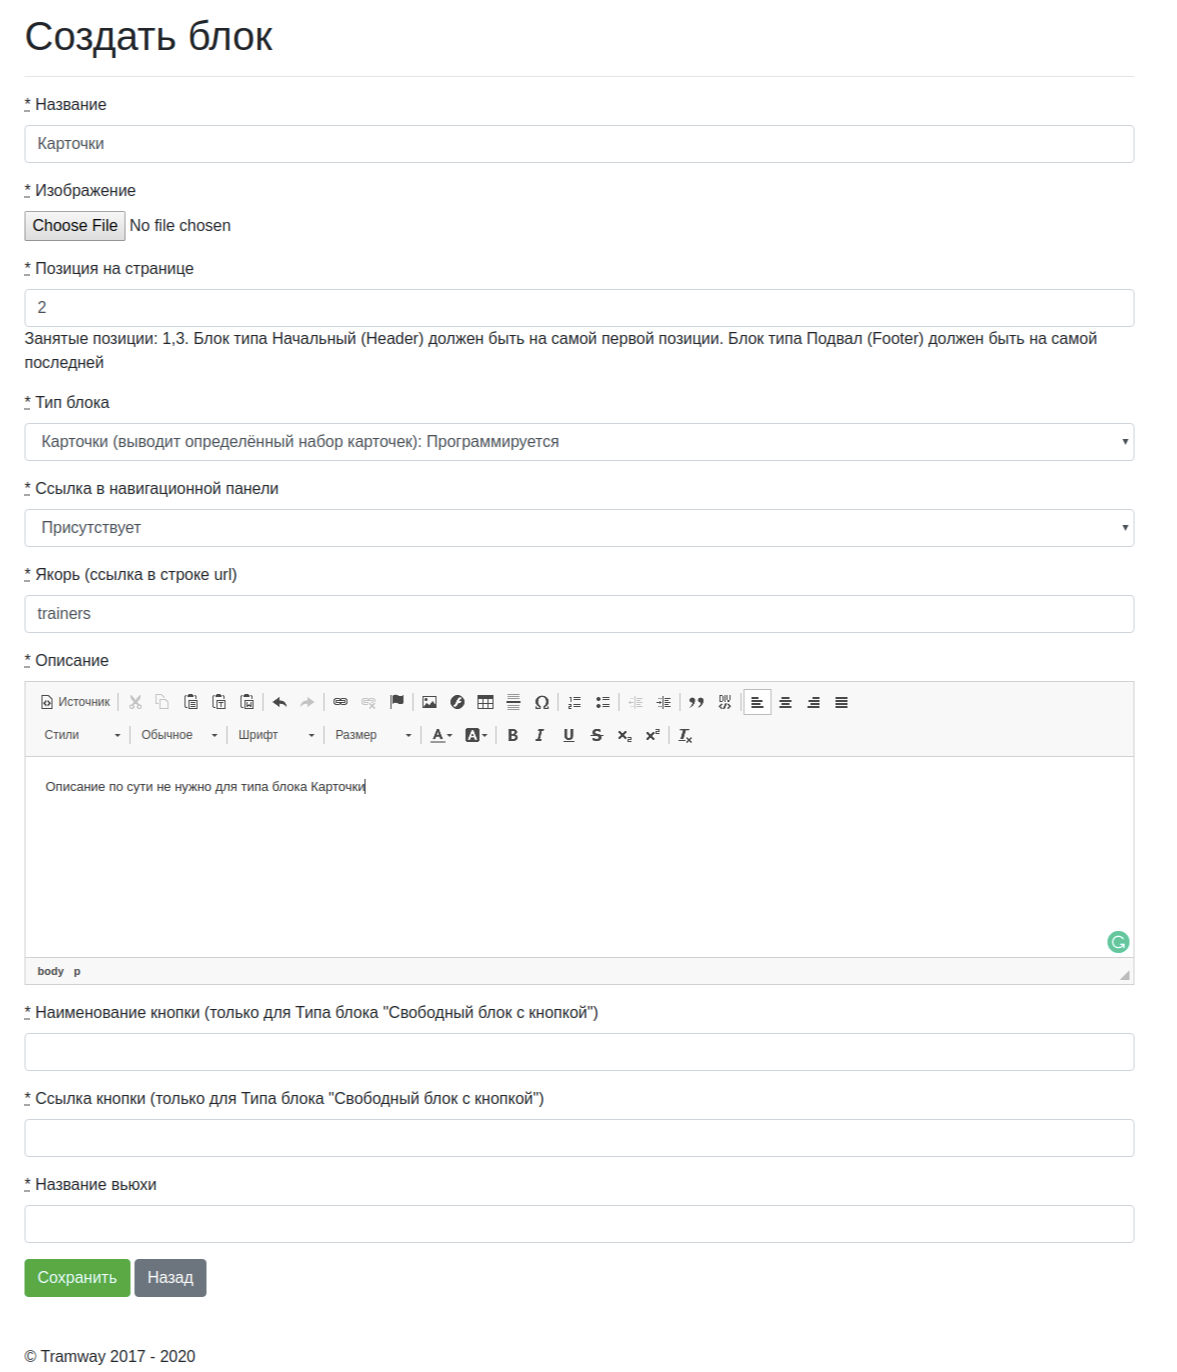 Создать блок
* Название
Карточки
* Изображение
Choose File No file chosen
* Позиция на странице
2
Занятые позиции: 1,3. Блок типа Начальный (Header) должен быть на самой первой позиции. Блок типа Подвал (Footer) должен быть на самой
последней
* Тип блока
Карточки (выводит определённый набор карточек): Программируется
* Ссылка в навигационной панели
Присутствует
* Якорь (ссылка в строке url)
trainers
* Описание
Источник
Стили Обычное Шрифт Размер A A B I U S x₂ x² Tx
Описание по сути не нужно для типа блока Карточки
body p
* Наименование кнопки (только для Типа блока "Свободный блок с кнопкой")
* Ссылка кнопки (только для Типа блока "Свободный блок с кнопкой")
* Название вьюхи
Сохранить Назад
© Tramway 2017 - 2020